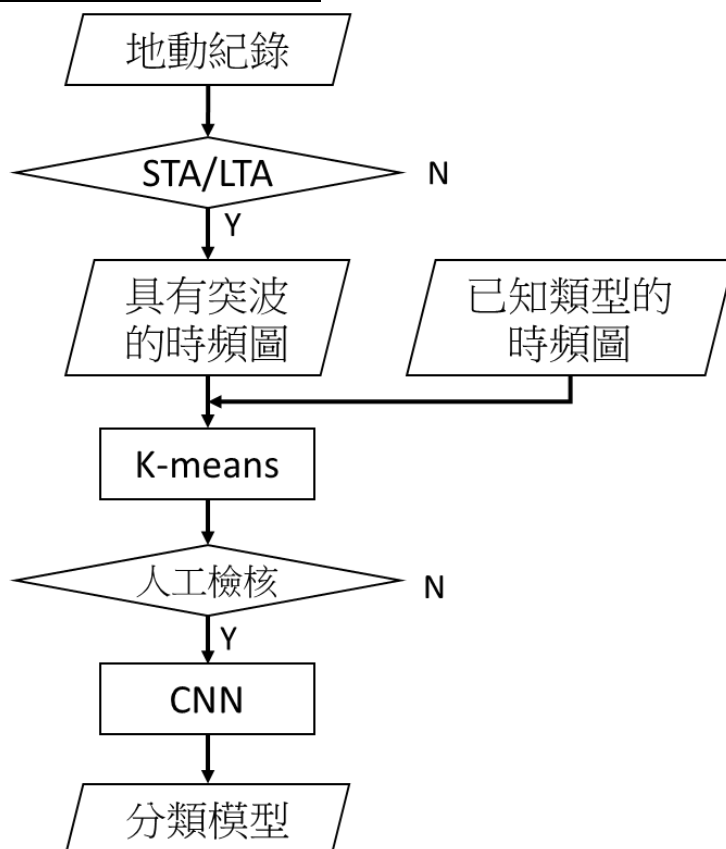 地動紀錄
STA/LTA
N
Y
具有突波
的時頻圖
已知類型的
時頻圖
K-means
人工檢核
N
Y
CNN
分類模型